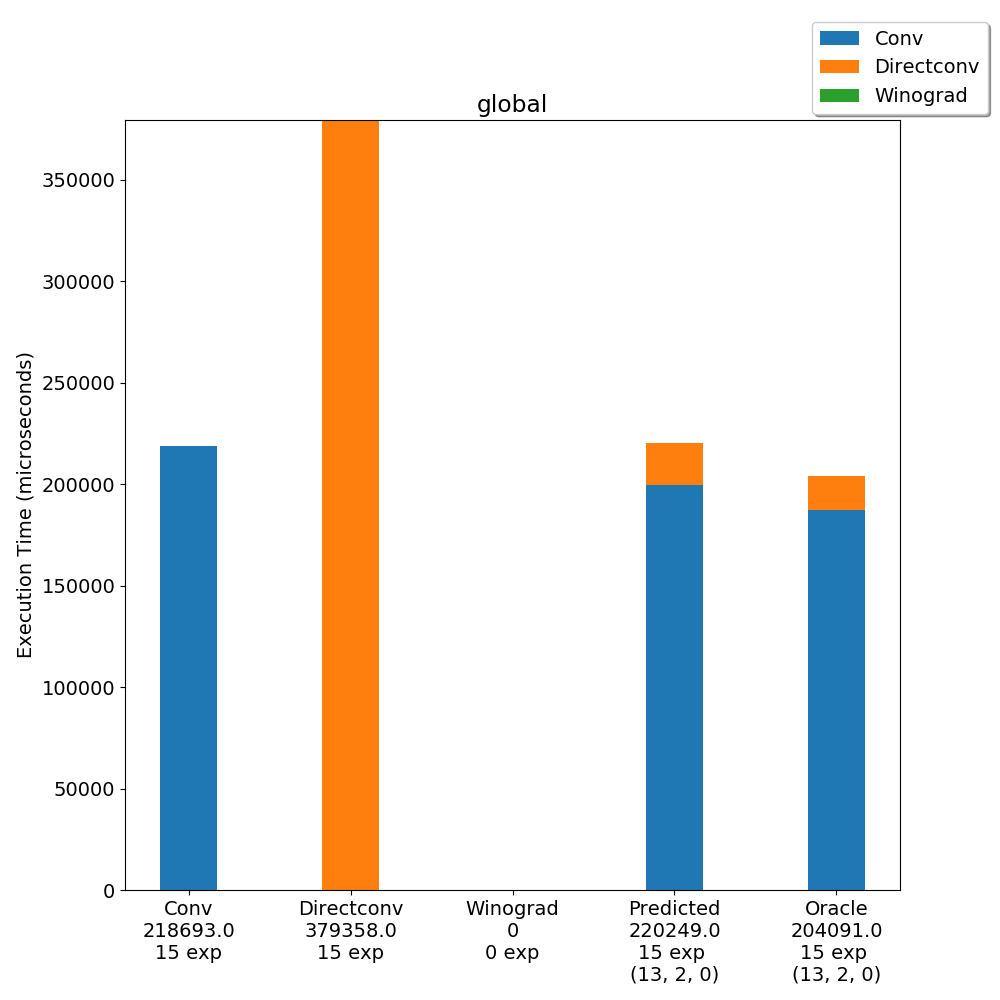 Conv
Directconv
Winograd
global
Execution Time (microseconds)
350000
300000
250000
200000
150000
100000
50000
0
Conv Directconv Winograd Predicted Oracle
218693.0 379358.0 0 220249.0 204091.0
15 exp 15 exp 0 exp 15 exp 15 exp
(13, 2, 0) (13, 2, 0)